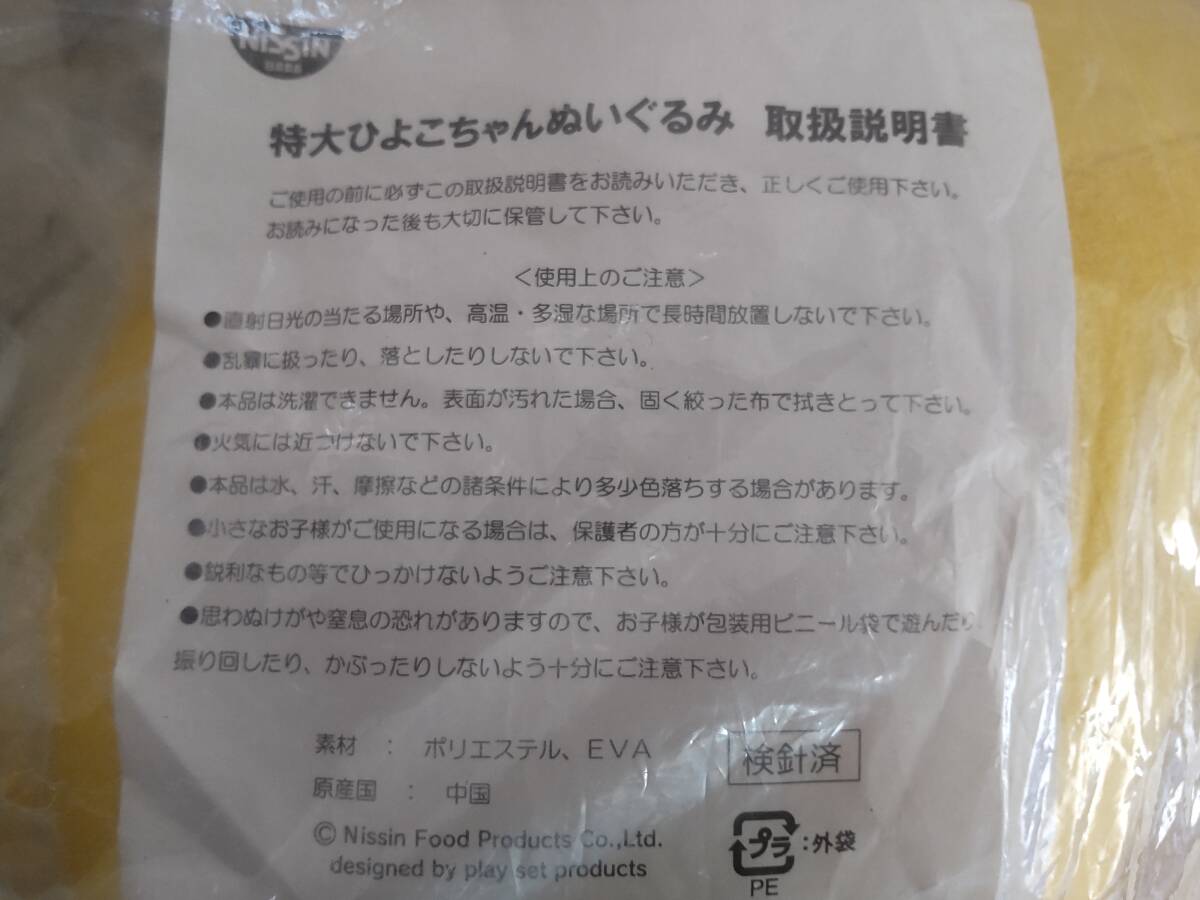 NISSIN
特大ひよこちゃんぬいぐるみ 取扱説明書
ご使用の前に必ずこの取扱説明書をお読みいただき、正しくご使用下さい。
お読みになった後も大切に保管して下さい。
＜使用上のご注意＞
●直射日光の当たる場所や、高温・多湿な場所で長時間放置しないで下さい。
●乱暴に扱ったり、落としたりしないで下さい。
●本品は洗濯できません。表面が汚れた場合、固く絞った布で拭きとって下さい。
●火気には近づけないで下さい。
●本品は水、汗、摩擦などの諸条件により多少色落ちする場合があります。
●小さなお子様がご使用になる場合は、保護者の方が十分にご注意下さい。
●鋭利なもの等でひっかけないようご注意下さい。
●思わぬけがや窒息の恐れがありますので、お子様が包装用ビニール袋で遊んだり、
振り回したり、かぶったりしないよう十分にご注意下さい。
素材 ： ポリエステル、EVA
検針済
原産国 ： 中国
© Nissin Food Products Co.,Ltd.
designed by play set products
プラ :外袋
PE